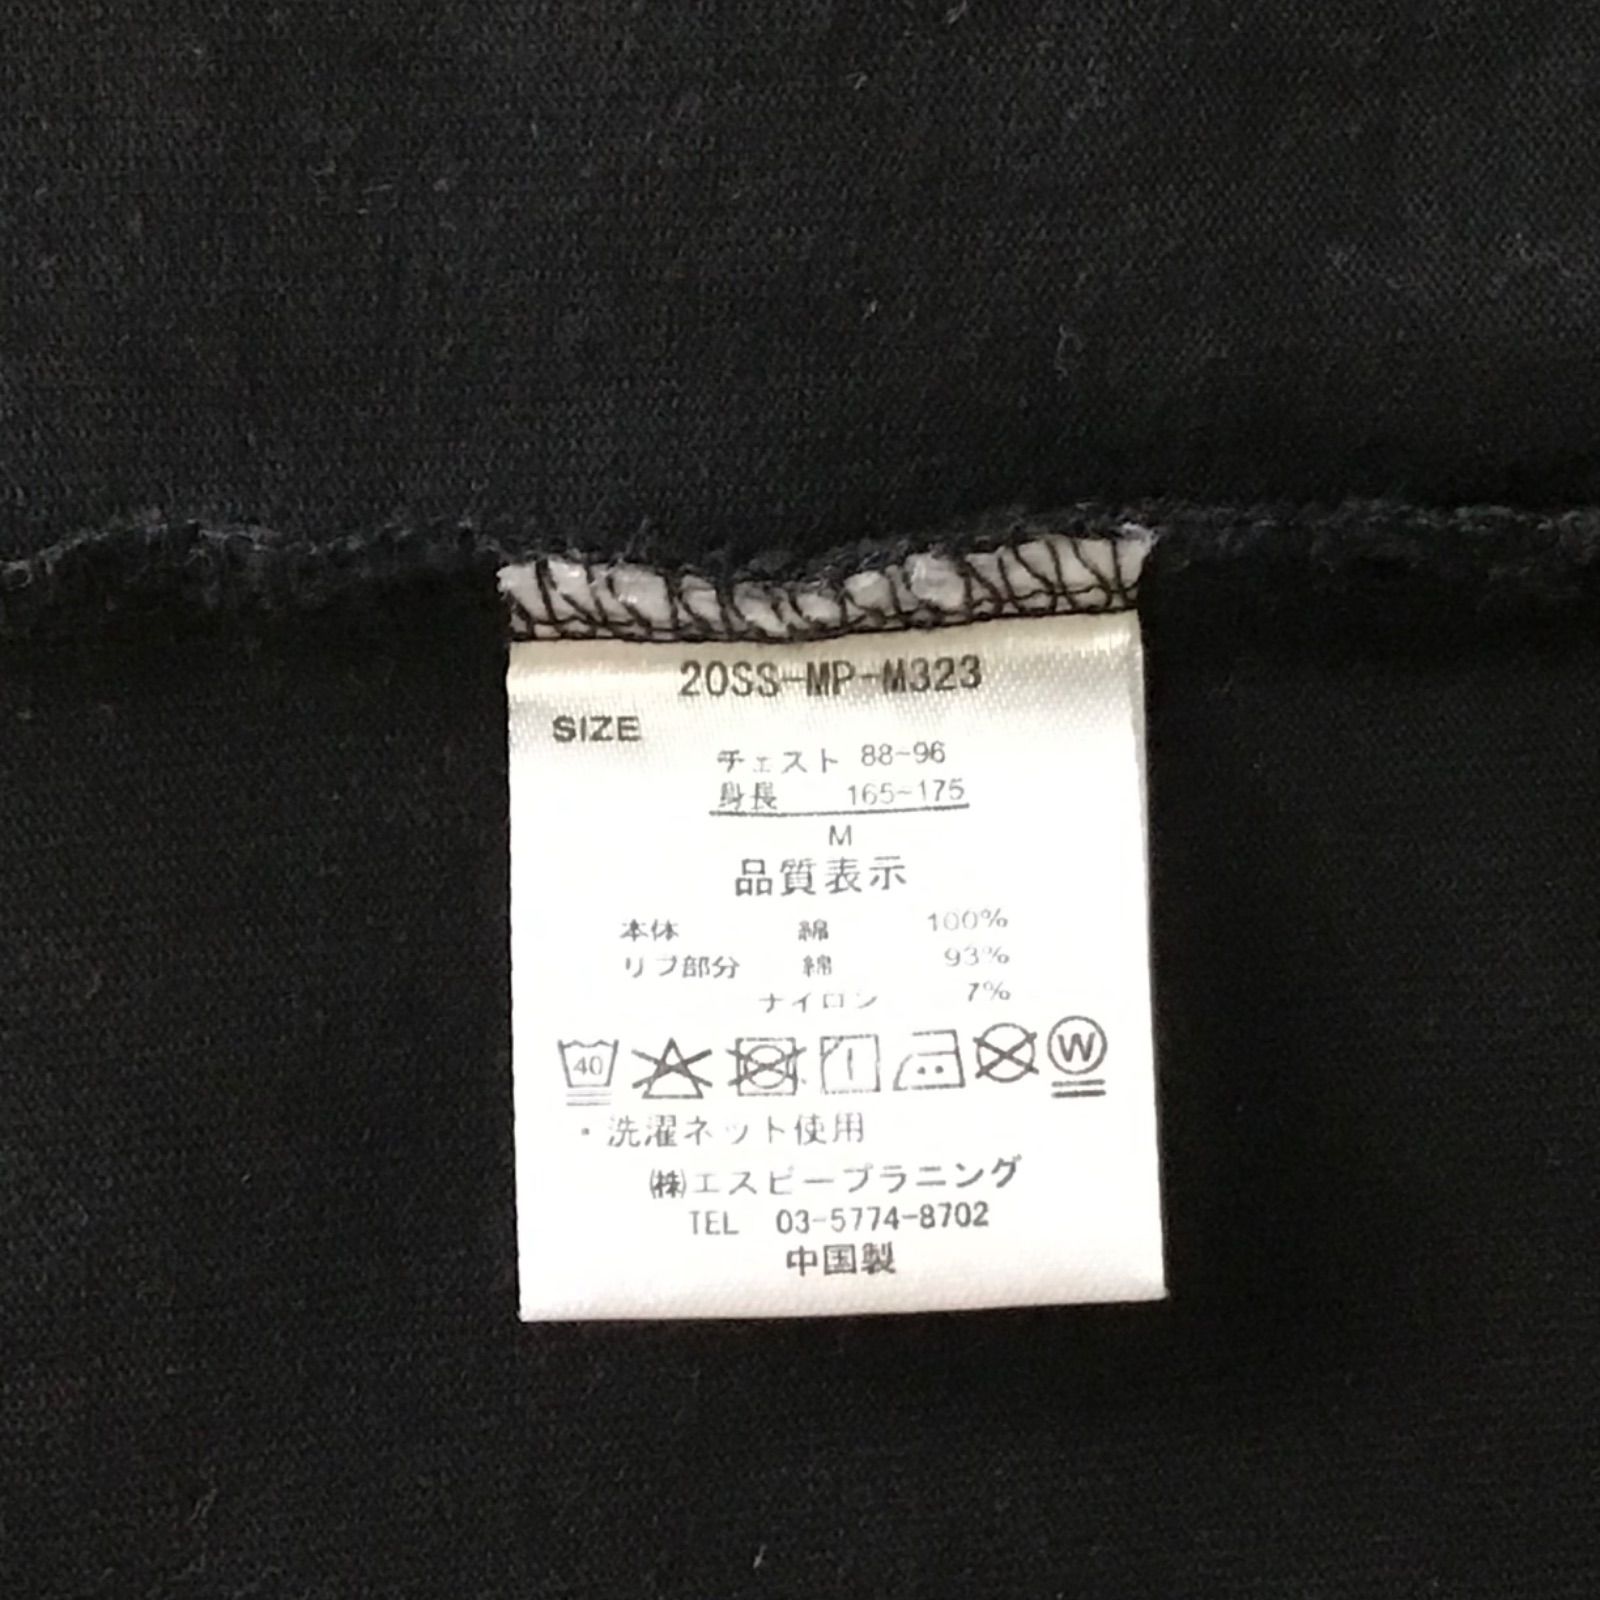 20SS-MP-M323
SIZE
チェスト 88~96
身長 165~175
M
品質表示
本体 綿 100%
リブ部分 綿 93%
ナイロン 7%
40 W
・洗濯ネット使用
㈱エスピープラニング
TEL 03-5774-8702
中国製